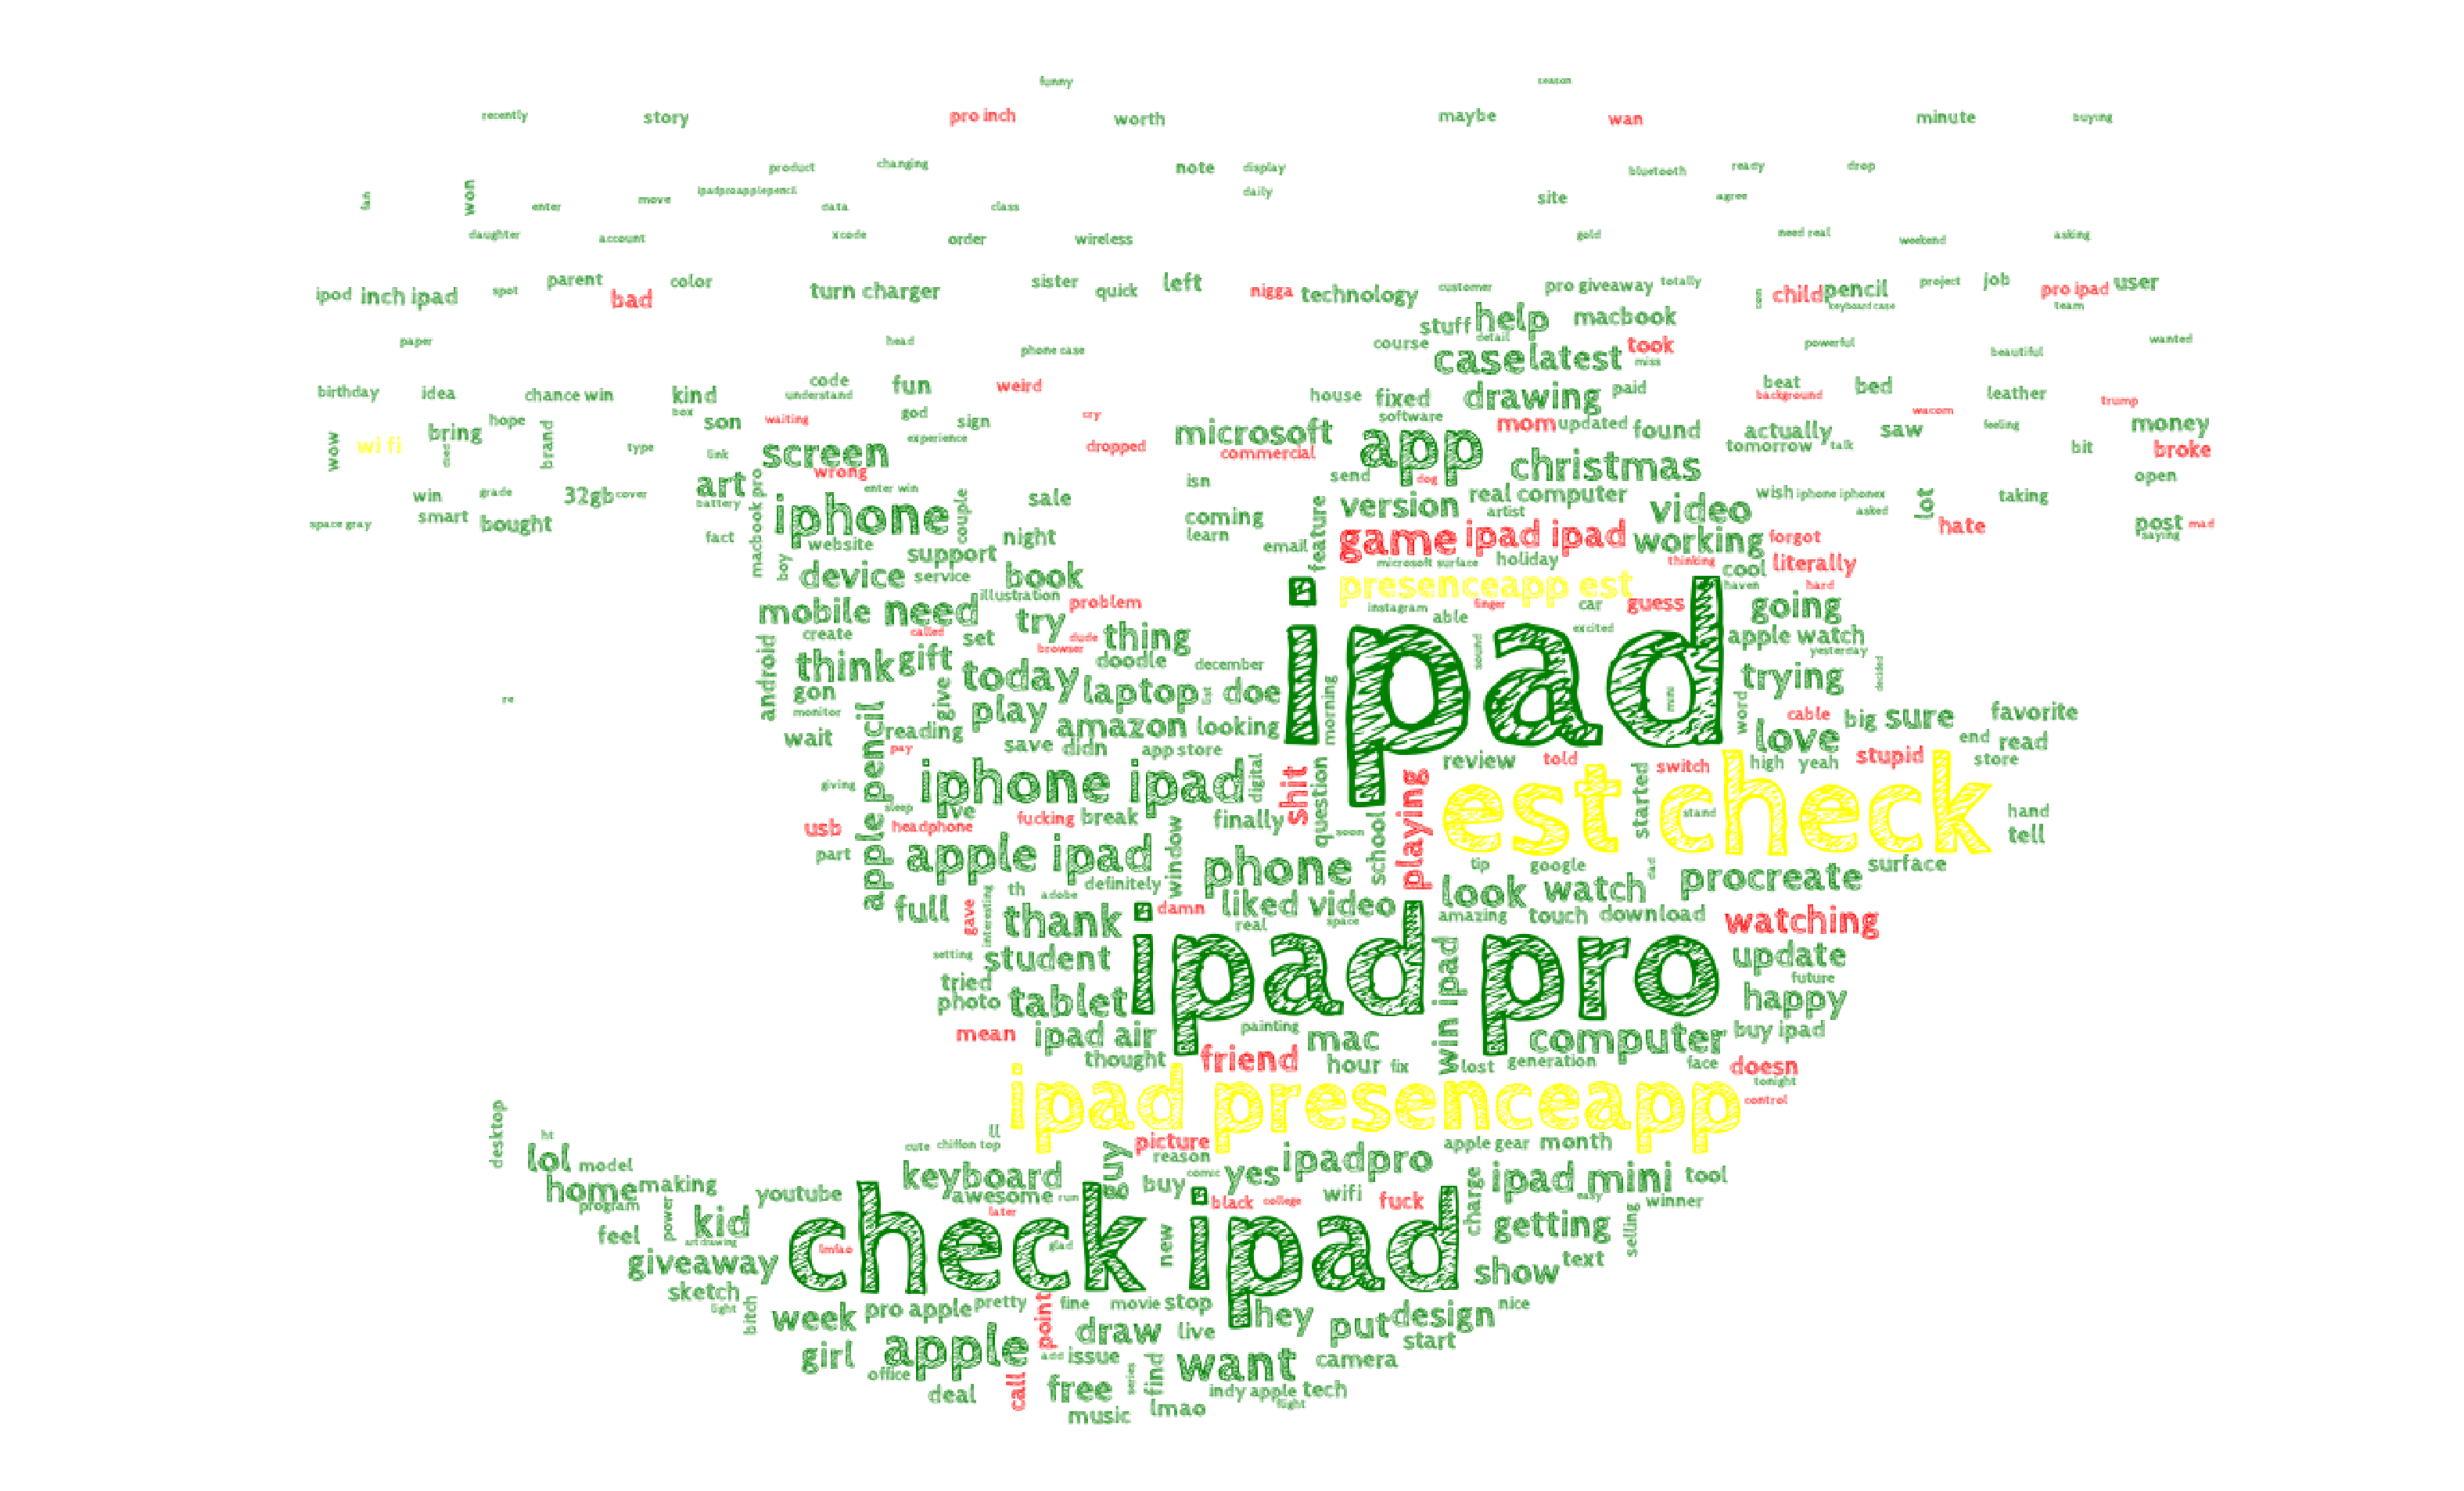 funny season
recently story pro inch worth maybe wan minute buying
product changing note display bluetooth ready drop
fan won enter move ipadproapplepencil data class daily site agree
daughter account xcode order wireless gold need real weekend asking
ipod inch ipad spot parent bad color turn charger sister quick left nigga technology customer pro giveaway totally con child pencil keyboard case project job pro ipad team user
stuff help detail macbook
paper head phone case course case latest took miss powerful beautiful wanted
birthday idea chance win kind box code understand fun weird house fixed drawing paid beat background bed leather
wow wi fi bring hope brand type son link waiting god experience sign cry dropped microsoft commercial software app mom updated found actually tomorrow talk saw wacom feeling bit trump money broke
screen wrong send dog christmas open
win grade 32gb cover art battery macbook pro enter win couple sale isn version real computer artist video wish iphone iphonex asked lot taking
space gray smart bought fact iphone website support night coming learn email feature game ipad ipad working forgot hate post saying mad
boy device service book microsoft surface holiday thinking cool literally
mobile need illustration problem presenceapp est instagram finger able car guess haven hard going
android create called set try dude browser thing doodle december ipad excited sound apple watch yesterday
think gift today laptop list doe mini trying decided
re gon monitor give play amazon looking morning word cable big sure favorite
wait apple pencil reading pay save didn app store review told switch love high yeah stupid end read store
giving iphone ipad digital shit question playing est check started stand hand
usb sleep ve headphone fucking break finally soon tell
part apple ipad definitely window phone school tip google dad surface
full gave interesting th adobe thank damn liked video real space look watch procreate amazing touch download watching
setting student ipad pro win ipad update future
tried photo tablet happy
mean ipad air painting mac computer buy ipad
thought friend hour fix lost generation face doesn tonight
ipad presenceapp control
desktop ht cute chiffon top ll guy picture reason apple gear month
lol model home making program youtube keyboard awesome run comic buy yes ipadpro ipad mini easy tool
feel power kid art drawing later check ipad black college wifi fuck charge getting winner selling
giveaway lmfao glad new show text
sketch light bitch week pro apple pretty point fine movie stop hey put design nice
girl apple add issue draw live start
office deal call free series find want camera
music lmao indy apple tech flight